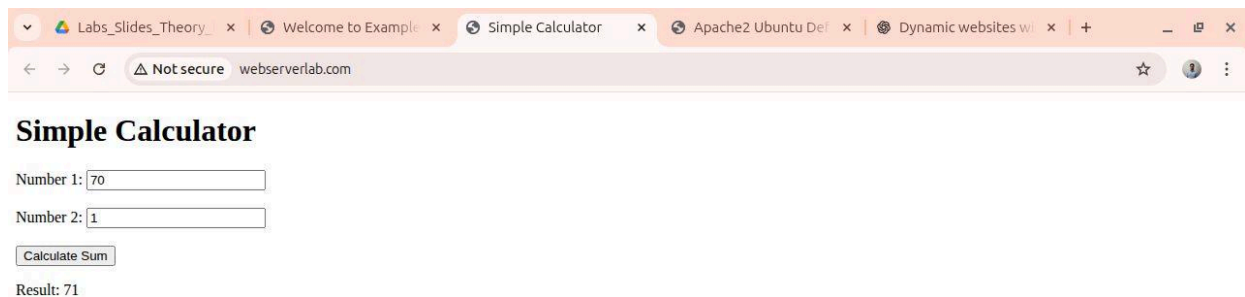 Labs_Slides_Theory_ Welcome to Example Simple Calculator Apache2 Ubuntu Def Dynamic websites wi
Not secure webserverlab.com
Simple Calculator
Number 1: 70
Number 2: 1
Calculate Sum
Result: 71